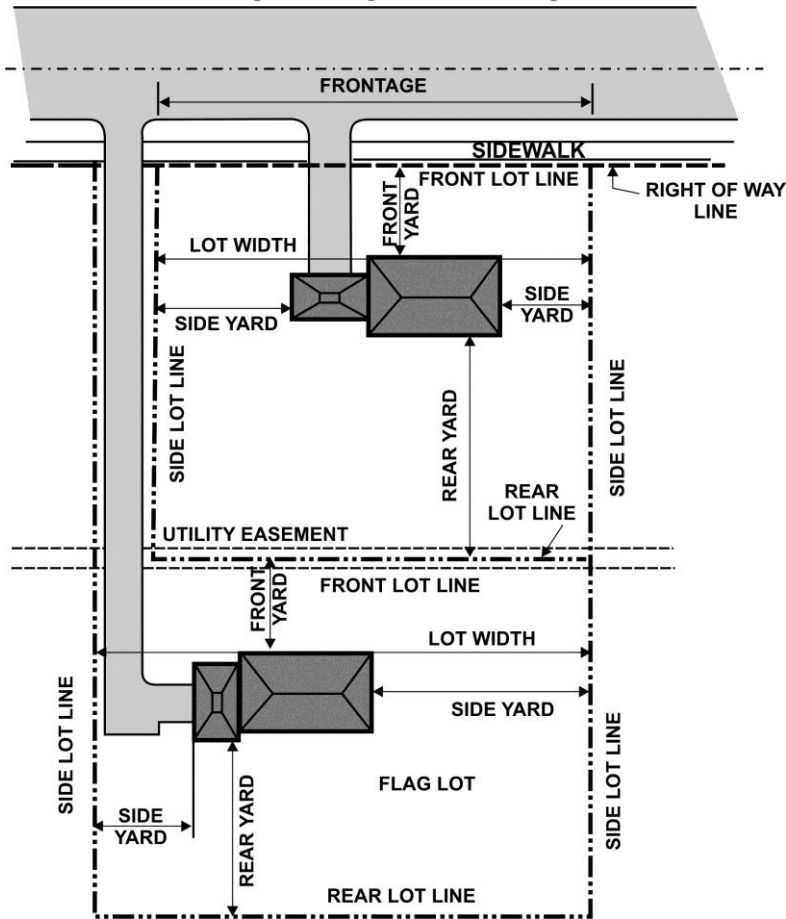 FRONTAGE
SIDEWALK
FRONT LOT LINE
RIGHT OF WAY
LINE
FRONT
YARD
LOT WIDTH
SIDE YARD
SIDE
YARD
SIDE LOT LINE
REAR YARD
SIDE LOT LINE
REAR
LOT LINE
UTILITY EASEMENT
FRONT LOT LINE
FRONT
YARD
LOT WIDTH
SIDE YARD
SIDE LOT LINE
SIDE LOT LINE
FLAG LOT
SIDE
YARD
REAR YARD
REAR LOT LINE